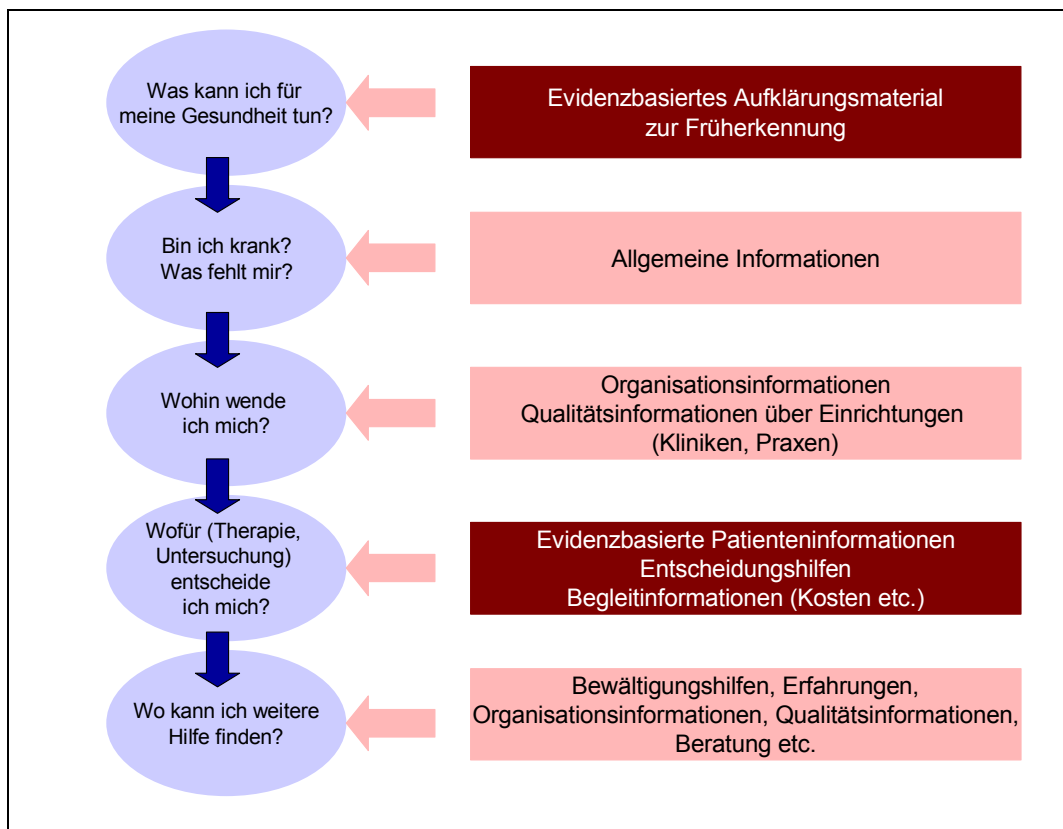 Was kann ich für
meine Gesundheit tun?
Evidenzbasiertes Aufklärungsmaterial
zur Früherkennung
Bin ich krank?
Was fehlt mir?
Allgemeine Informationen
Wohin wende
ich mich?
Organisationsinformationen
Qualitätsinformationen über Einrichtungen
(Kliniken, Praxen)
Wofür (Therapie,
Untersuchung)
entscheide
ich mich?
Evidenzbasierte Patienteninformationen
Entscheidungshilfen
Begleitinformationen (Kosten etc.)
Wo kann ich weitere
Hilfe finden?
Bewältigungshilfen, Erfahrungen,
Organisationsinformationen, Qualitätsinformationen,
Beratung etc.